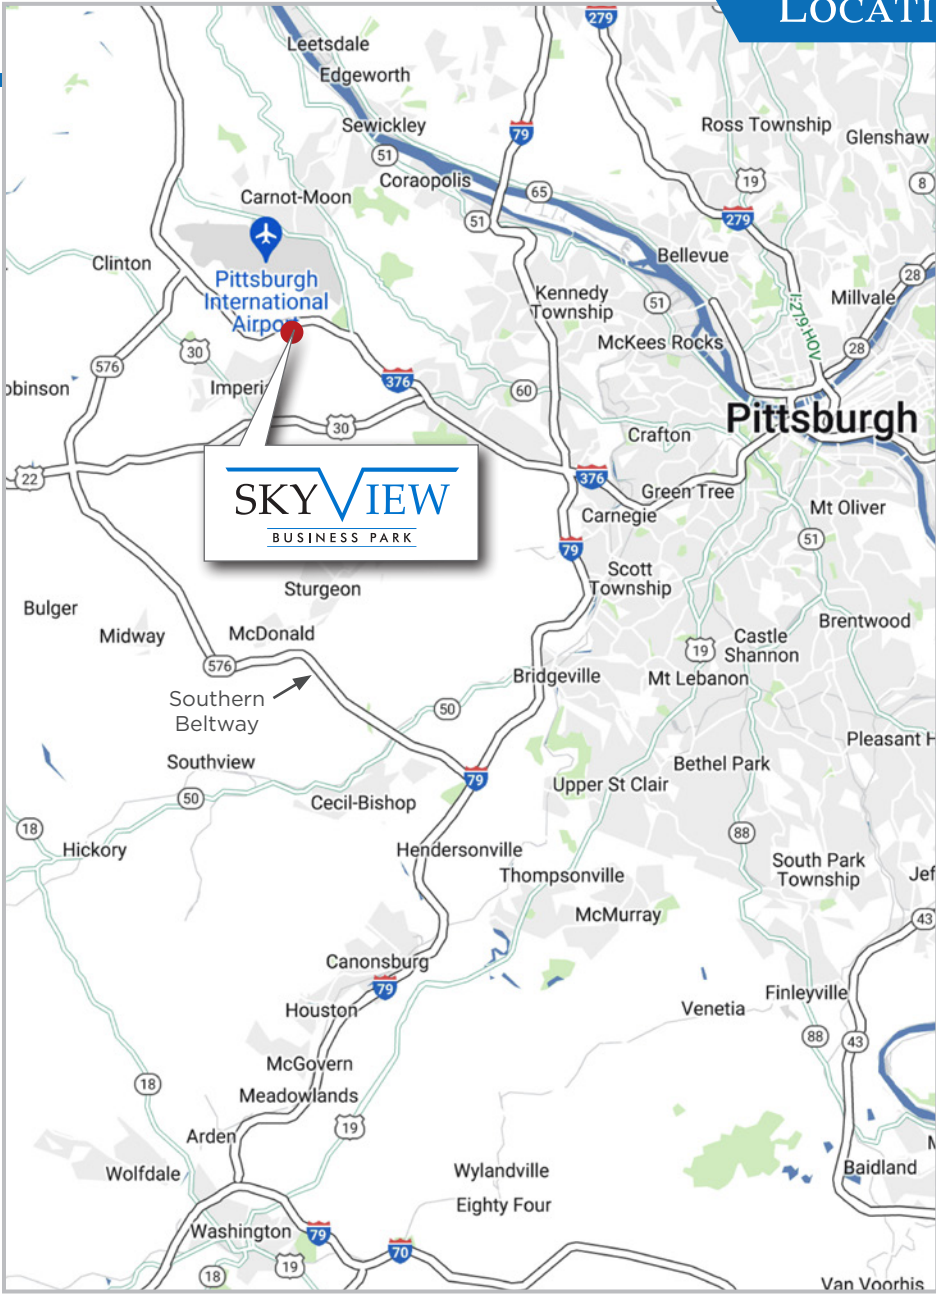 LOCATI
279
Leetsdale
Edgeworth
79
Sewickley
Ross Township
Glenshaw
51
Coraopolis
19
8
65
Carnot-Moon
51
279
Clinton
Bellevue
Pittsburgh
International
Airport
28
Kennedy
Township
51
Millvale
I-279 HOV
McKees Rocks
28
30
576
obinson
Imperi
376
60
30
Pittsburgh
Crafton
22
376
SKYVIEW
BUSINESS PARK
Green Tree
Mt Oliver
Carnegie
51
79
Scott
Township
Sturgeon
Bulger
Brentwood
Midway
McDonald
Castle
Shannon
19
576
Bridgeville
Mt Lebanon
Southern
Beltway
50
Pleasant H
Southview
Bethel Park
79
Upper St Clair
50
Cecil-Bishop
18
88
Hickory
Hendersonville
South Park
Township
Thompsonville
Jef
McMurray
43
Canonsburg
79
Finleyville
Houston
Venetia
88
43
McGovern
18
Meadowlands
19
Arden
Wolfdale
Wylandville
Baidland
Eighty Four
Washington
79
70
19
18
Van Voorhis